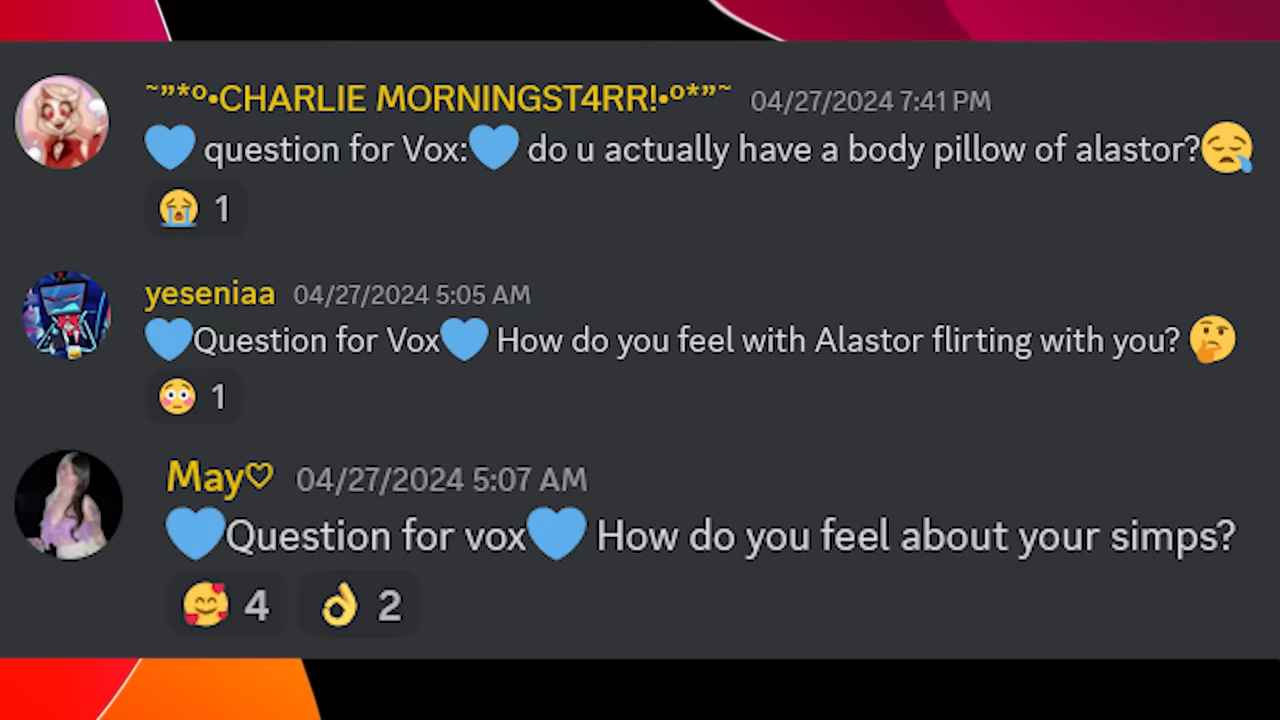 ~”*º•CHARLIE MORNINGST4RR!•º*”~ 04/27/2024 7:41 PM
💙 question for Vox:💙 do u actually have a body pillow of alastor?😪
😭 1
yeseniaa 04/27/2024 5:05 AM
💙Question for Vox💙 How do you feel with Alastor flirting with you? 🤔
😳 1
May♡ 04/27/2024 5:07 AM
💙Question for vox💙 How do you feel about your simps?
🥰 4 👌 2